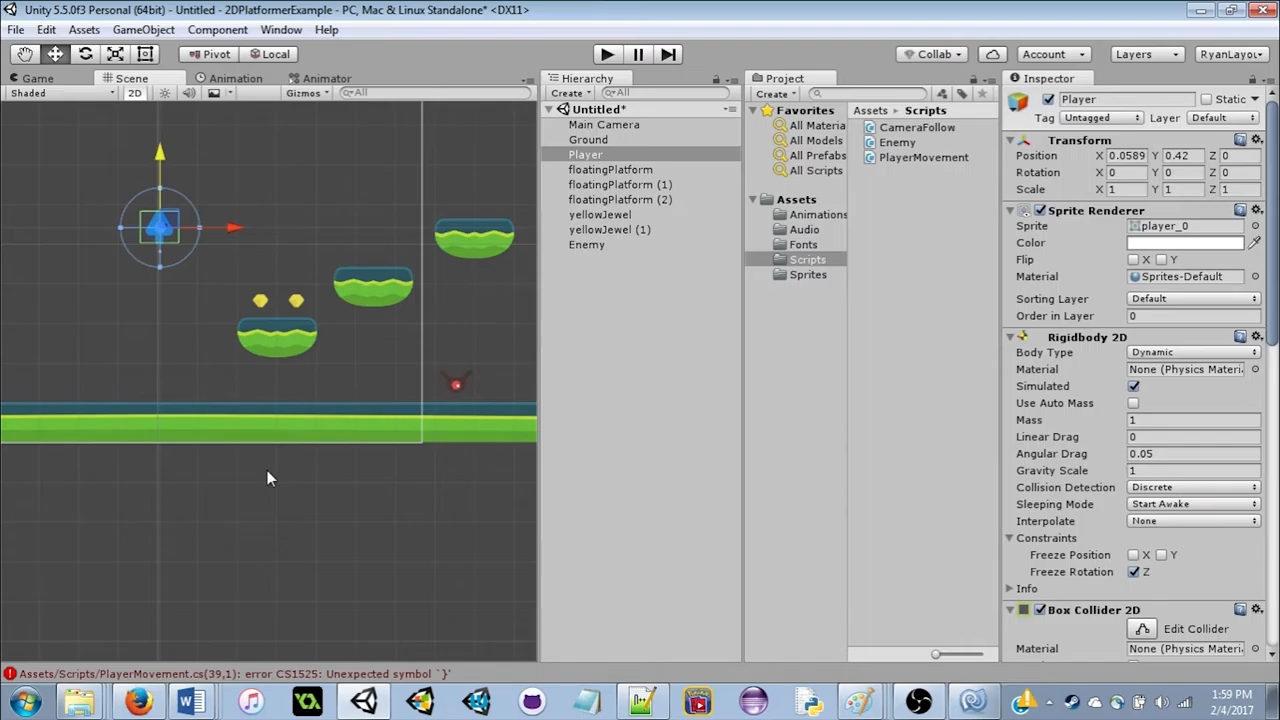 Unity 5.5.0f3 Personal (64bit) - Untitled - 2DPlatformerExample - PC, Mac & Linux Standalone* <DX11>
File Edit Assets GameObject Component Window Help
Pivot Local Collab Account Layers RyanLayou
Game Scene Animation Animator
Shaded 2D Gizmos All
Hierarchy
Create All
Untitled*
Main Camera
Ground
Player
floatingPlatform
floatingPlatform (1)
floatingPlatform (2)
yellowJewel
yellowJewel (1)
Enemy
Project
Create
Favorites
All Materia
All Models
All Prefabs
All Scripts
Assets
Animations
Audio
Fonts
Scripts
Sprites
Assets Scripts
CameraFollow
Enemy
PlayerMovement
Inspector
Player Static
Tag Untagged Layer Default
Transform
Position X 0.0589 Y 0.42 Z 0
Rotation X 0 Y 0 Z 0
Scale X 1 Y 1 Z 1
Sprite Renderer
Sprite player_0
Color
Flip X Y
Material Sprites-Default
Sorting Layer Default
Order in Layer 0
Rigidbody 2D
Body Type Dynamic
Material None (Physics Materi
Simulated
Use Auto Mass
Mass 1
Linear Drag 0
Angular Drag 0.05
Gravity Scale 1
Collision Detection Discrete
Sleeping Mode Start Awake
Interpolate None
Constraints
Freeze Position X Y
Freeze Rotation Z
Info
Box Collider 2D
Edit Collider
Material None (Physics Materi
Assets/Scripts/PlayerMovement.cs(39,1): error CS1525: Unexpected symbol `}'
1:59 PM
2/4/2017